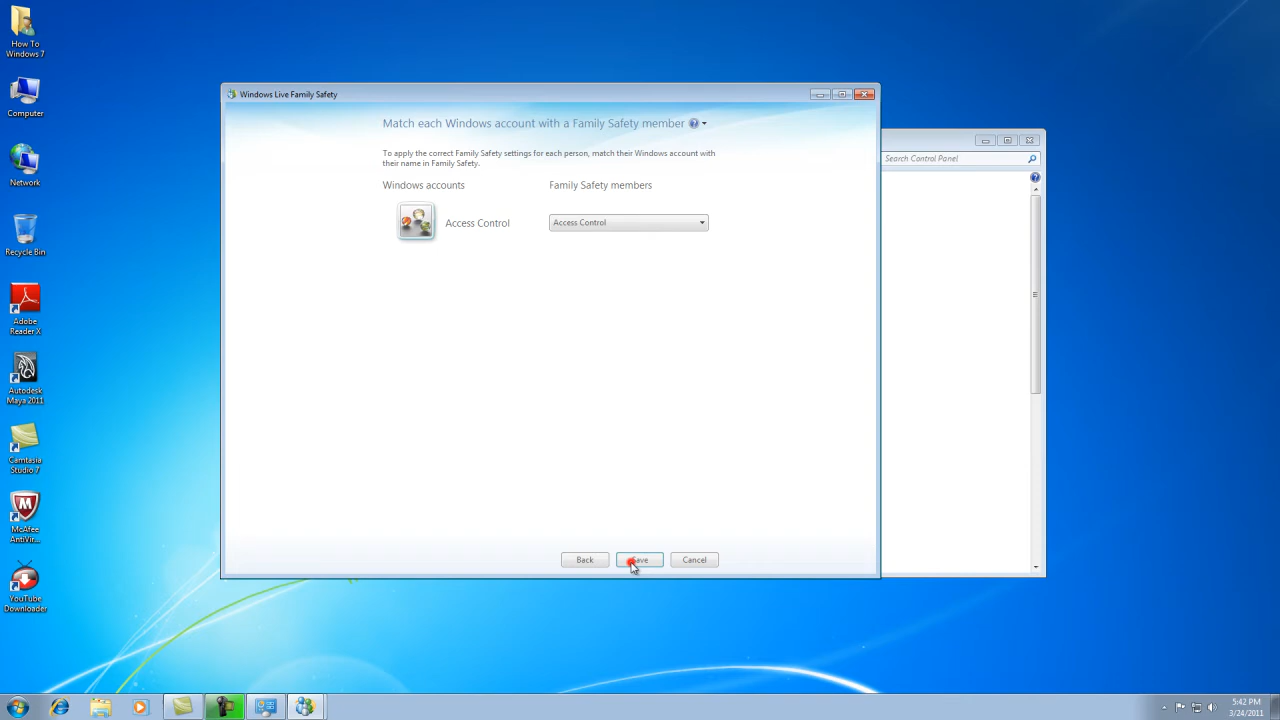 How To
Windows 7
Computer
Network
Recycle Bin
Adobe
Reader X
Autodesk
Maya 2011
Camtasia
Studio 7
McAfee
AntiVir...
YouTube
Downloader
Windows Live Family Safety
Match each Windows account with a Family Safety member
To apply the correct Family Safety settings for each person, match their Windows account with
their name in Family Safety.
Windows accounts Family Safety members
Access Control Access Control
Back Save Cancel
Search Control Panel
5:42 PM
3/24/2011